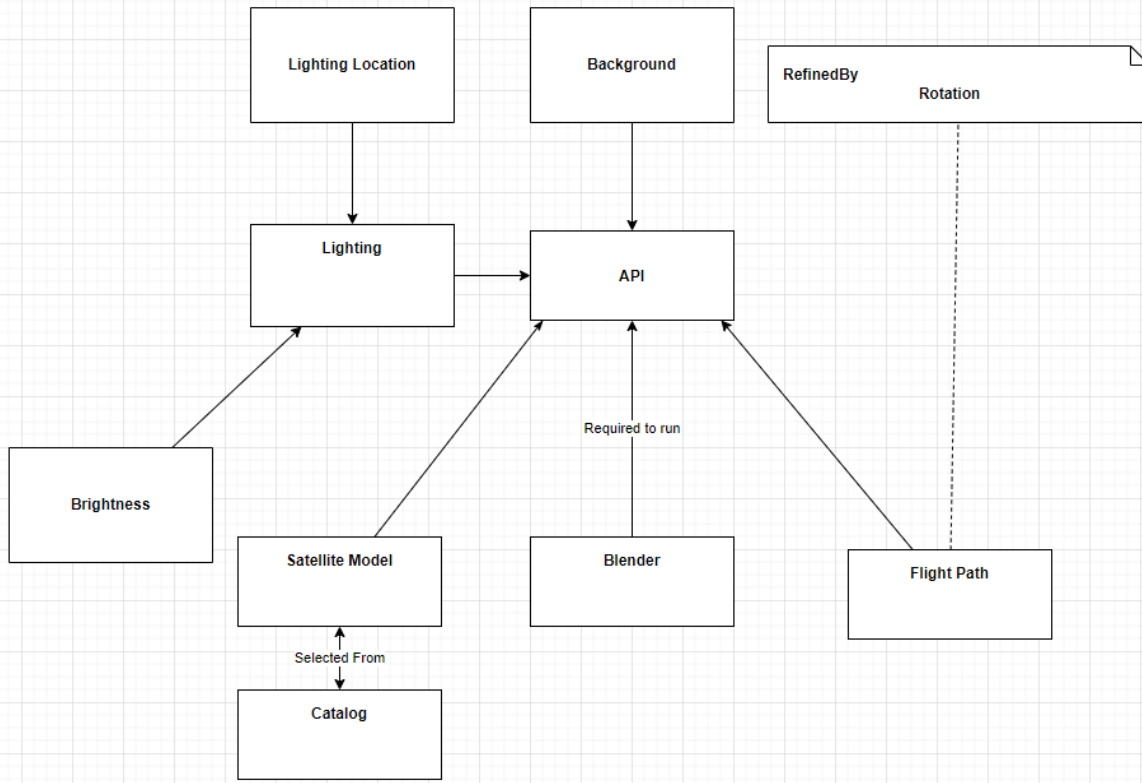 Lighting Location
Background
RefinedBy
Rotation
Lighting
API
Required to run
Brightness
Satellite Model
Blender
Flight Path
Selected From
Catalog